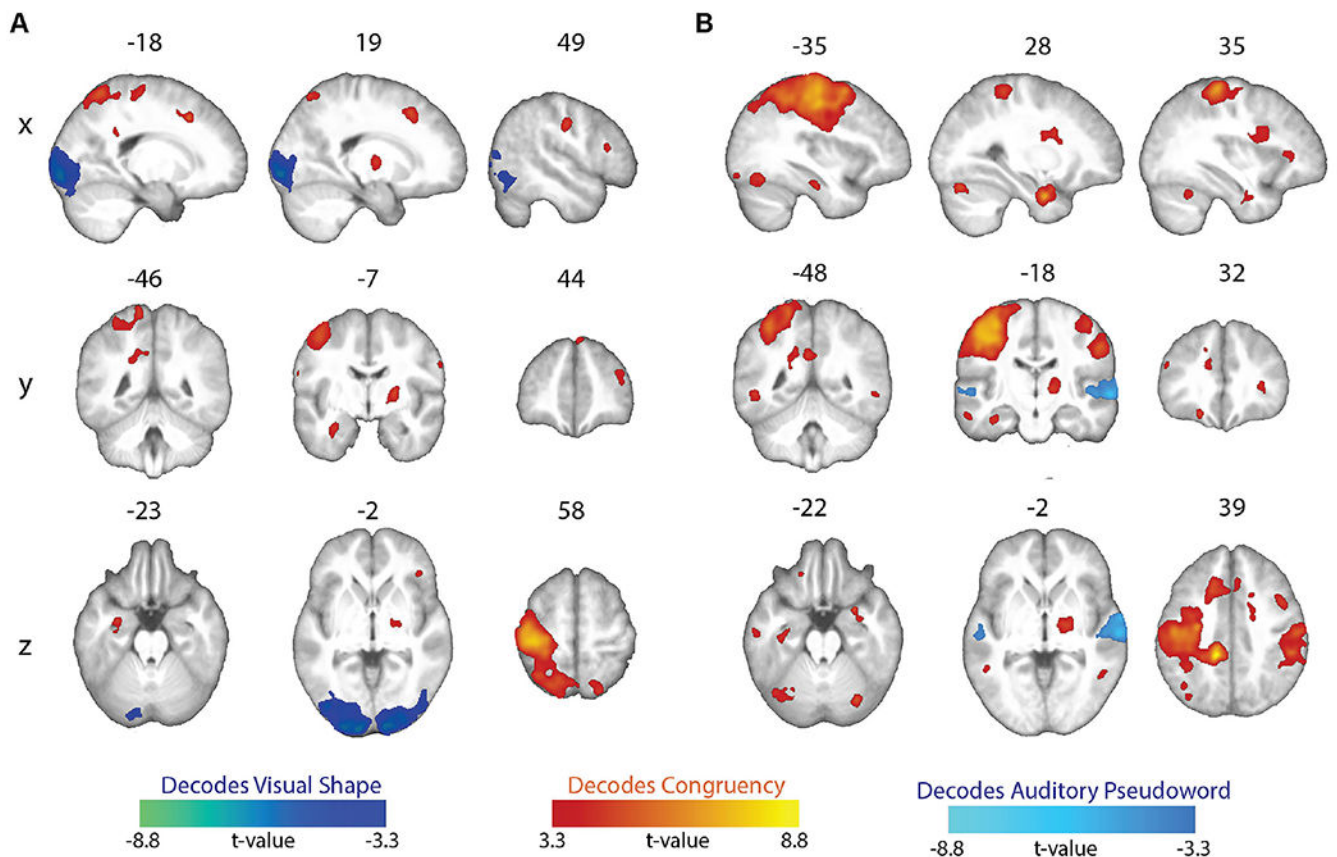 A B
-18 19 49 -35 28 35
x
-46 -7 44 -48 -18 32
y
-23 -2 58 -22 -2 39
z
Decodes Visual Shape Decodes Congruency Decodes Auditory Pseudoword
-8.8 t-value -3.3 3.3 t-value 8.8 -8.8 t-value -3.3